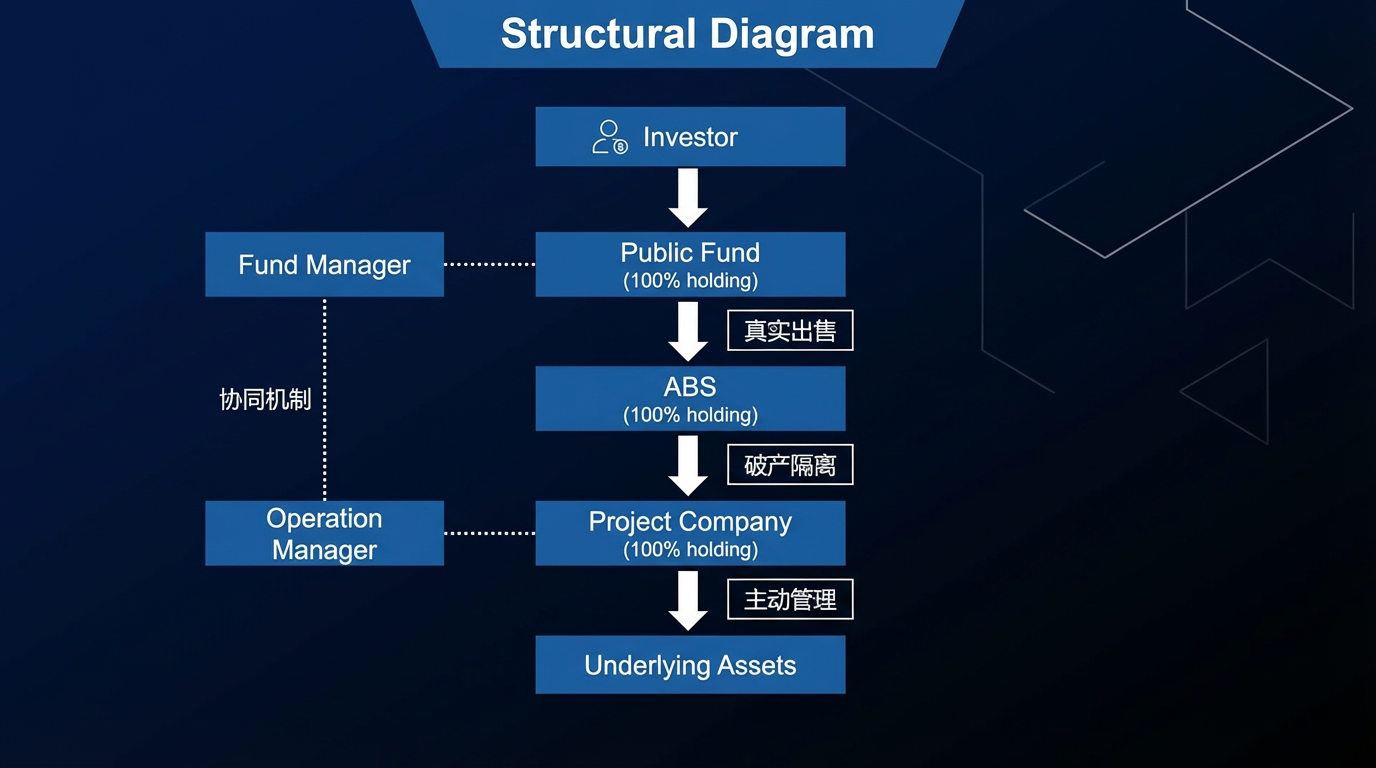 Structural Diagram
Investor
Fund Manager
Public Fund
(100% holding)
真实出售
ABS
(100% holding)
协同机制
破产隔离
Operation
Manager
Project Company
(100% holding)
主动管理
Underlying Assets